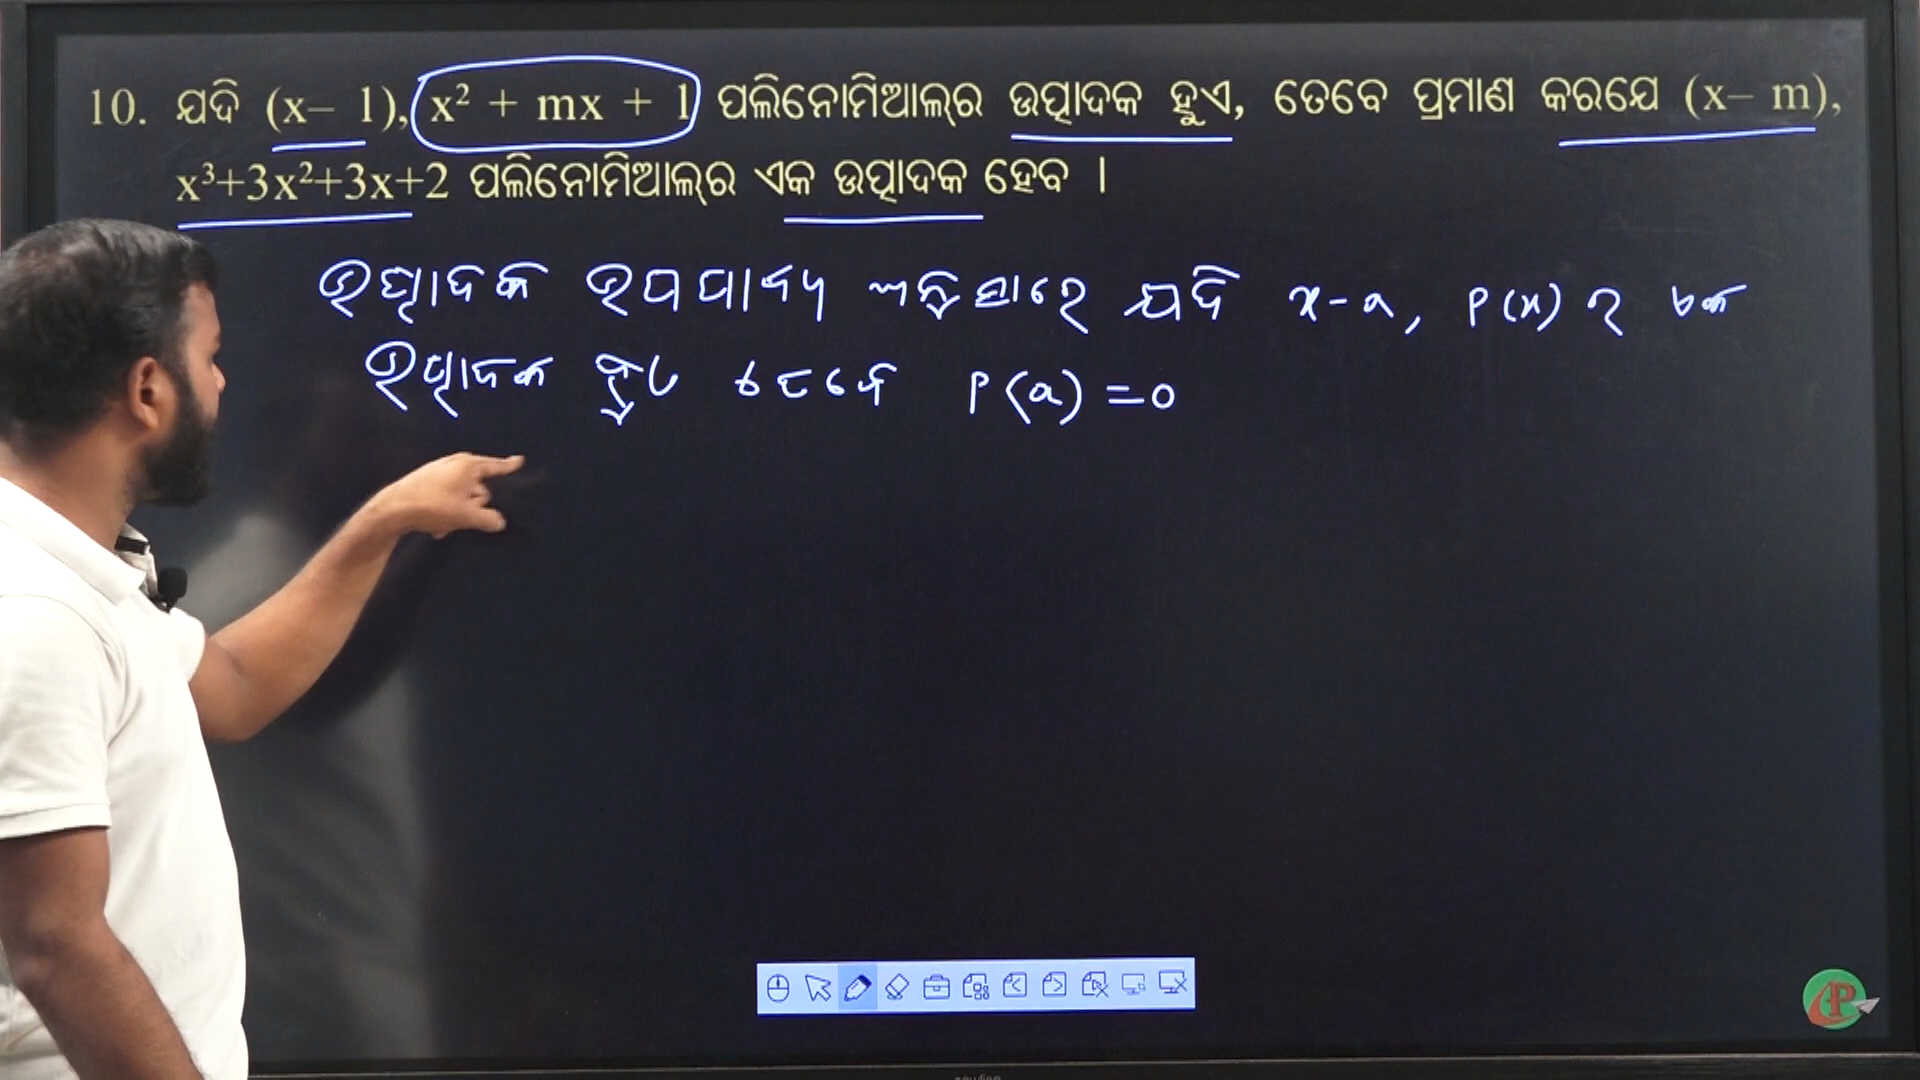 10. ଯଦି (x– 1), x² + mx + 1 ପଲିନୋମିଆଲ୍‌ର ଉତ୍ପାଦକ ହୁଏ, ତେବେ ପ୍ରମାଣ କରଯେ (x– m),
x³+3x²+3x+2 ପଲିନୋମିଆଲ୍‌ର ଏକ ଉତ୍ପାଦକ ହେବ ।
ଉତ୍ପାଦକ ଉପପାଦ୍ୟ ଅନୁସାରେ ଯଦି x-a, P(x) ର ଏକ
ଉତ୍ପାଦକ ହୁଏ ତେବେ P(a) = 0